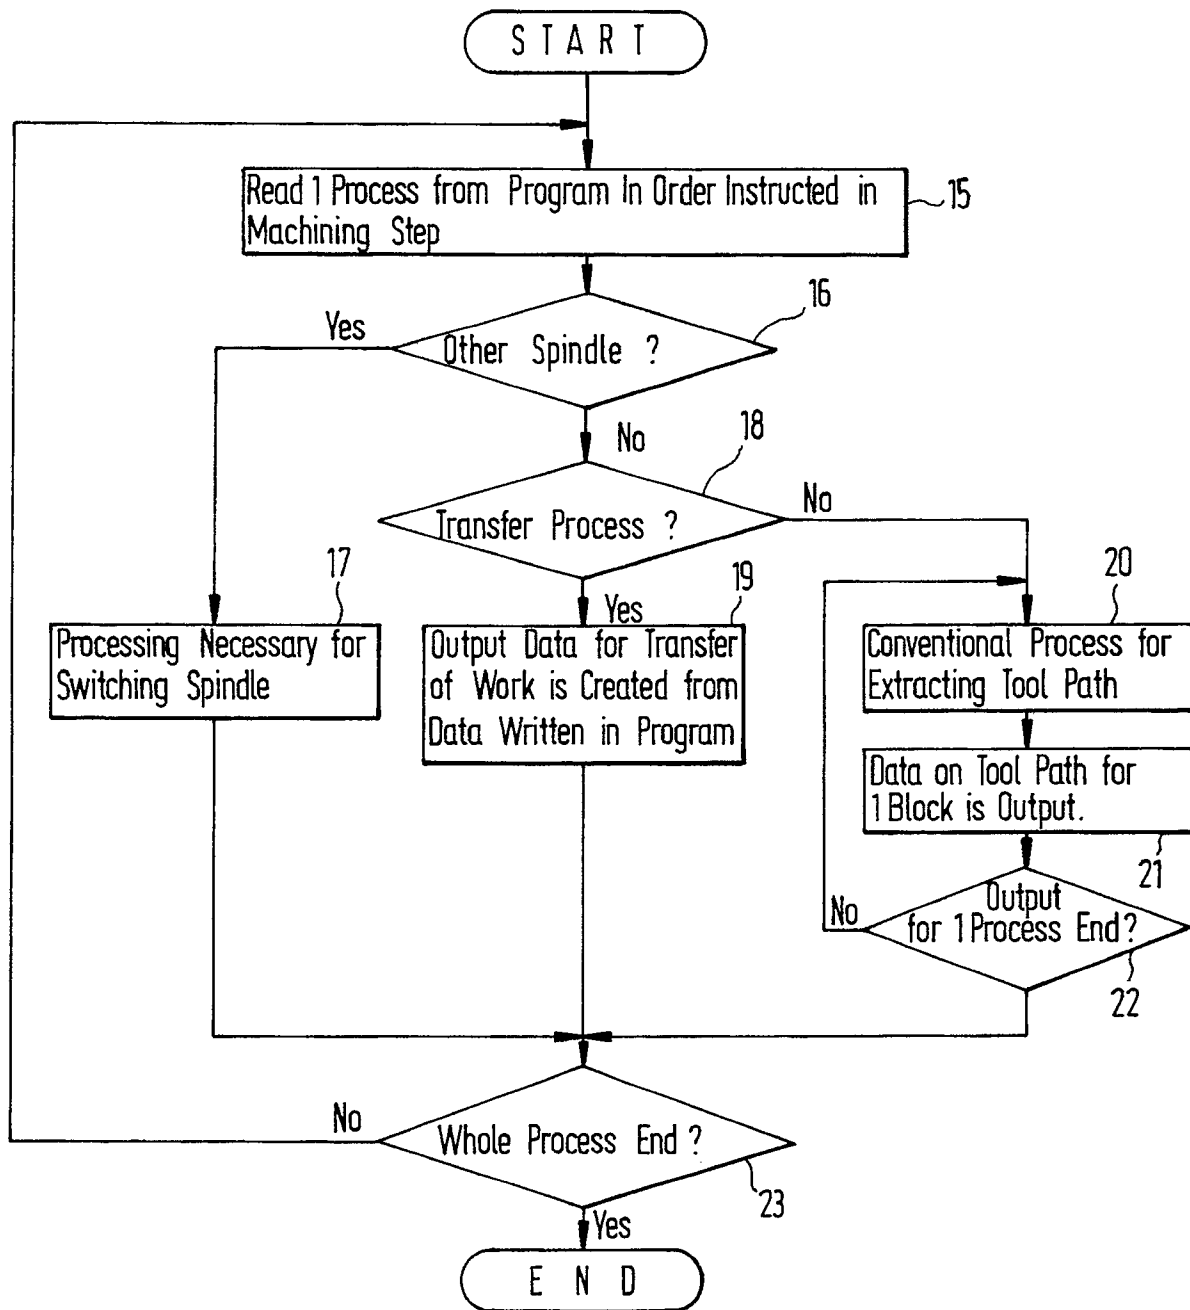 START
Read 1 Process from Program In Order Instructed in
Machining Step
15
16
Yes
Other Spindle ?
No
18
Transfer Process ?
No
17
Processing Necessary for
Switching Spindle
Yes
19
Output Data for Transfer
of Work is Created from
Data Written in Program
20
Conventional Process for
Extracting Tool Path
Data on Tool Path for
1 Block is Output.
21
Output
for 1 Process End?
No
22
No
Whole Process End ?
23
Yes
END